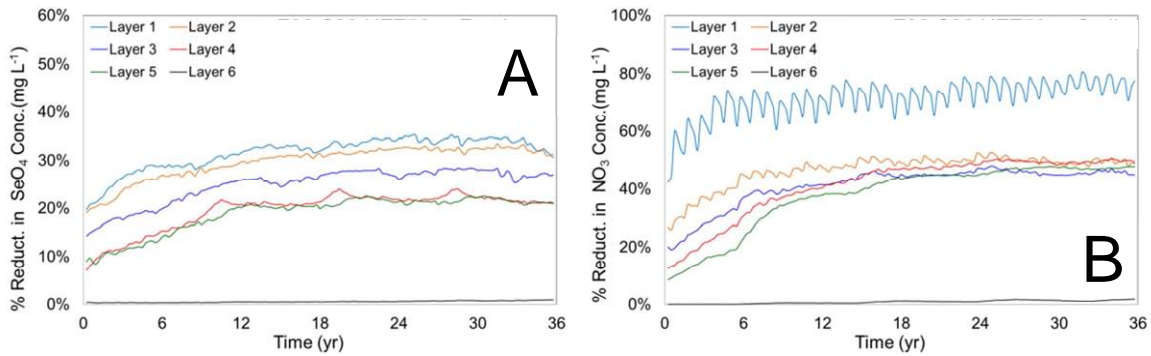 60%
50%
40%
30%
20%
10%
0%
% Reduct. in SeO4 Conc.(mg L-1)
Layer 1 Layer 2
Layer 3 Layer 4
Layer 5 Layer 6
A
0 6 12 18 24 30 36
Time (yr)
100%
80%
60%
40%
20%
0%
% Reduct. in NO3 Conc.(mg L-1)
Layer 1 Layer 2
Layer 3 Layer 4
Layer 5 Layer 6
B
0 6 12 18 24 30 36
Time (yr)